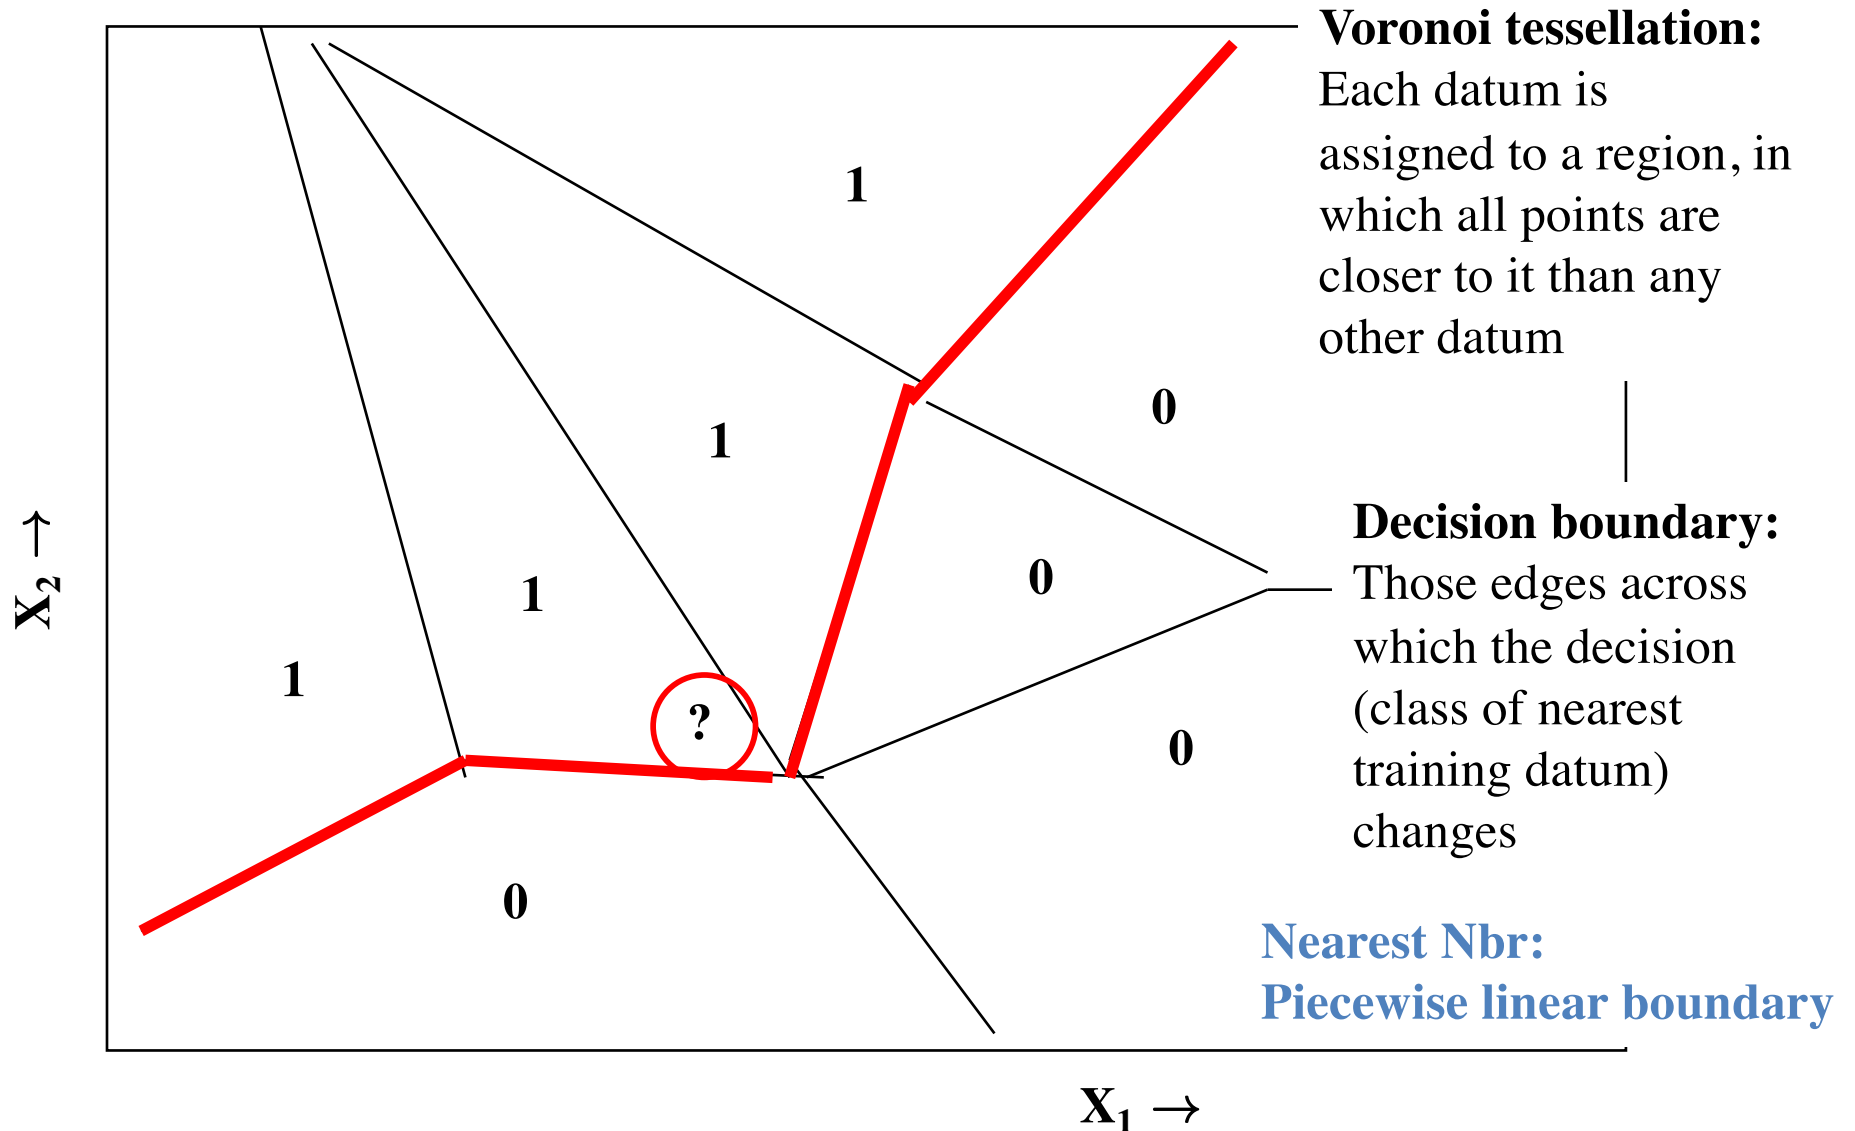 Voronoi tessellation:
Each datum is
assigned to a region, in
which all points are
closer to it than any
other datum
1
0
1
Decision boundary:
Those edges across
which the decision
(class of nearest
training datum)
changes
0
1
1
?
0
0
Nearest Nbr:
Piecewise linear boundary
X₂ →
X₁ →